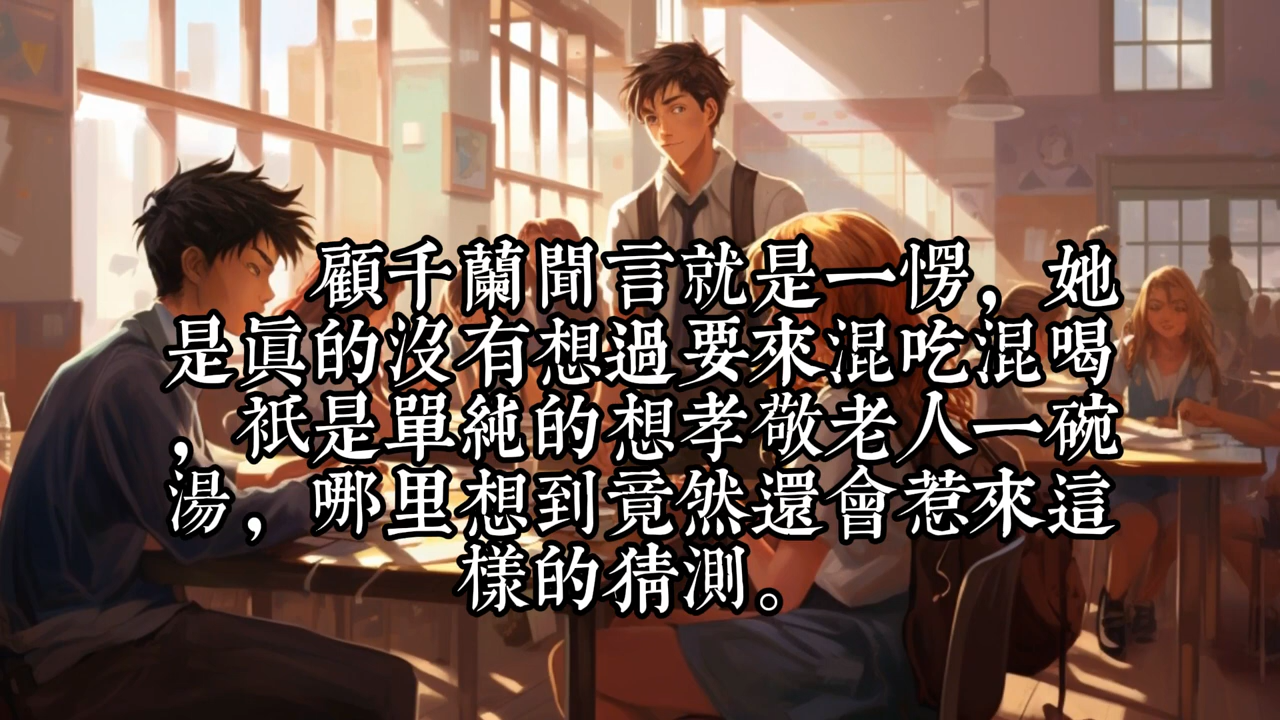 顧千蘭聞言就是一愣，她
是眞的沒有想過要來混吃混喝
，衹是單純的想孝敬老人一碗
湯，哪里想到竟然還會惹來這
樣的猜測。